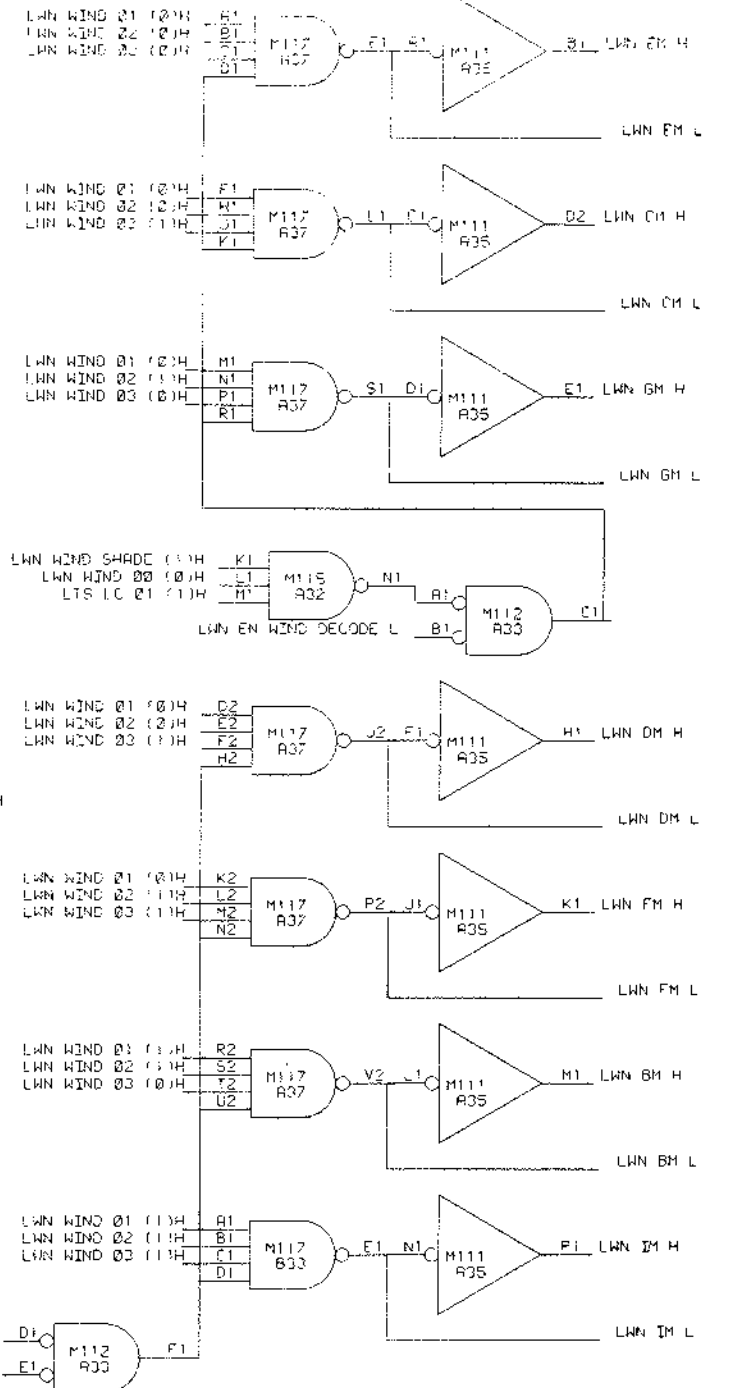 LWN WIND 01 (0)H A1
LWN WIND 02 (0)H B1
LWN WIND 03 (0)H C1
D1
M117
A37
E1 A1
M111
A35
B1 LWN EM H
LWN EM L
LWN WIND 01 (0)H F1
LWN WIND 02 (0)H H1
LWN WIND 03 (1)H J1
K1
M117
A37
L1 C1
M111
A35
D2 LWN CM H
LWN CM L
LWN WIND 01 (0)H M1
LWN WIND 02 (1)H N1
LWN WIND 03 (0)H P1
R1
M117
A37
S1 D1
M111
A35
E1 LWN GM H
LWN GM L
LWN WIND SHADE (1)H K1
LWN WIND 00 (0)H L1
LTS LC 01 (1)H M1
M115
A32
N1 A1
LWN EN WIND DECODE L B1
M112
A33
C1
LWN WIND 01 (0)H D2
LWN WIND 02 (0)H E2
LWN WIND 03 (1)H F2
H2
M117
A37
J2 F1
M111
A35
H1 LWN DM H
LWN DM L
H
LWN WIND 01 (0)H K2
LWN WIND 02 (1)H L2
LWN WIND 03 (1)H M2
N2
M117
A37
P2 J1
M111
A35
K1 LWN FM H
LWN FM L
LWN WIND 01 (1)H R2
LWN WIND 02 (1)H S2
LWN WIND 03 (0)H T2
U2
M117
A37
V2 L1
M111
A35
M1 LWN BM H
LWN BM L
LWN WIND 01 (1)H A1
LWN WIND 02 (1)H B1
LWN WIND 03 (1)H C1
D1
M117
B33
E1 N1
M111
A35
P1 LWN IM H
LWN IM L
D1
E1
M112
A33
F1